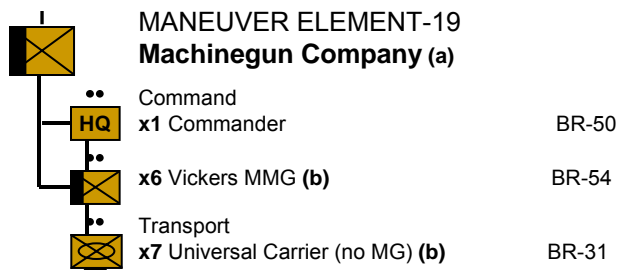 MANEUVER ELEMENT-19
Machinegun Company (a)
Command
HQ x1 Commander BR-50
x6 Vickers MMG (b) BR-54
Transport
x7 Universal Carrier (no MG) (b) BR-31